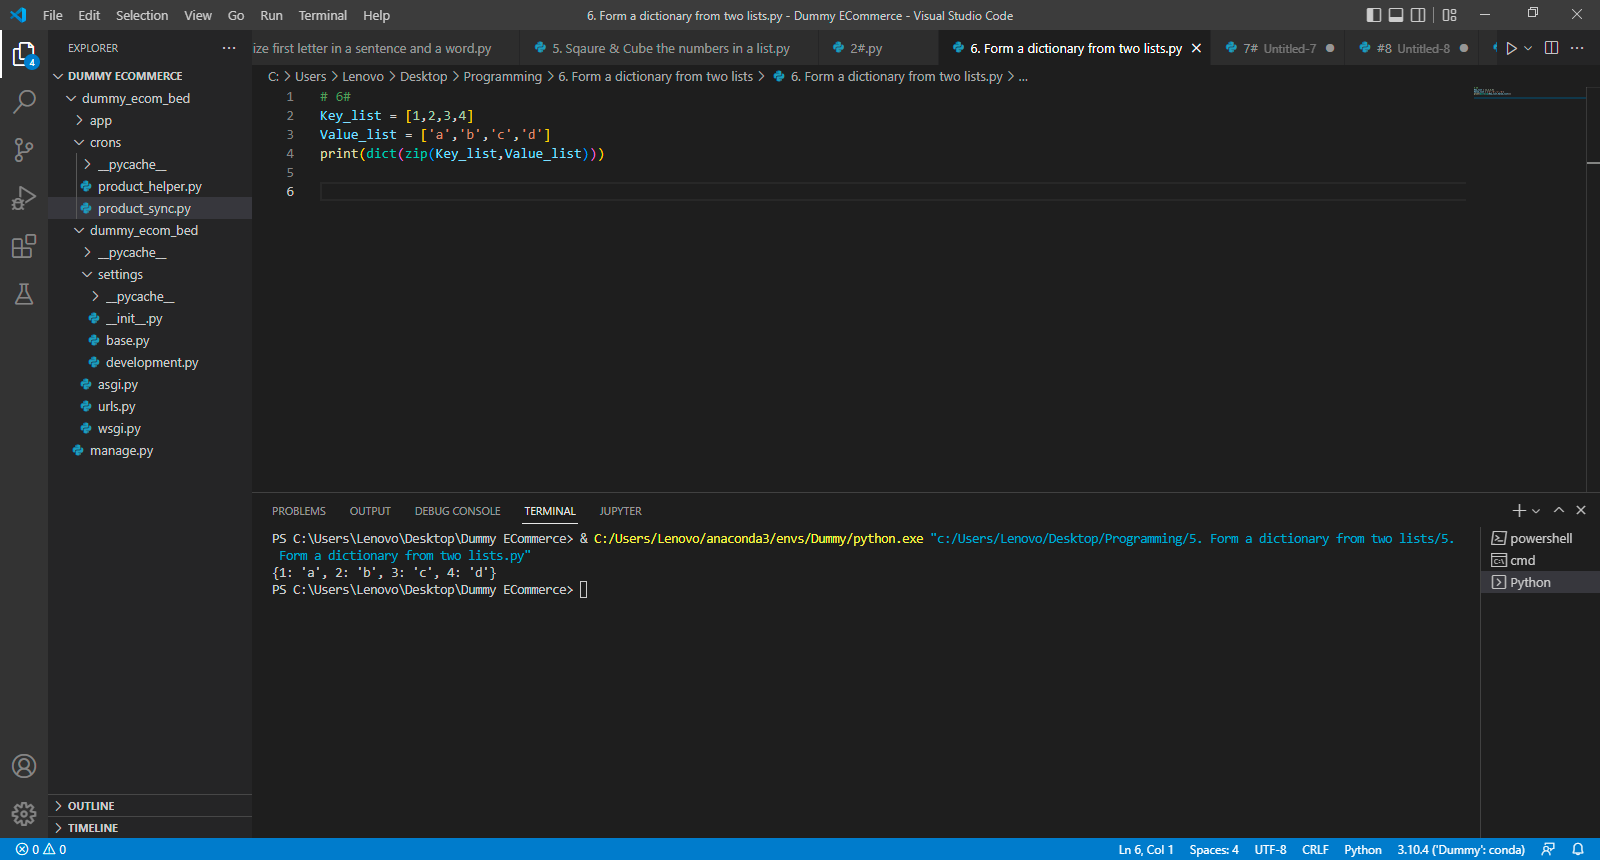 File Edit Selection View Go Run Terminal Help
6. Form a dictionary from two lists.py - Dummy ECommerce - Visual Studio Code
4
EXPLORER
DUMMY ECOMMERCE
dummy_ecom_bed
app
crons
__pycache__
product_helper.py
product_sync.py
dummy_ecom_bed
__pycache__
settings
__pycache__
__init__.py
base.py
development.py
asgi.py
urls.py
wsgi.py
manage.py
OUTLINE
TIMELINE
ize first letter in a sentence and a word.py
5. Sqaure & Cube the numbers in a list.py
2#.py
6. Form a dictionary from two lists.py
7# Untitled-7
#8 Untitled-8
C: > Users > Lenovo > Desktop > Programming > 6. Form a dictionary from two lists > 6. Form a dictionary from two lists.py > ...
1 # 6#
2 Key_list = [1,2,3,4]
3 Value_list = ['a','b','c','d']
4 print(dict(zip(Key_list,Value_list)))
5
6
PROBLEMS OUTPUT DEBUG CONSOLE TERMINAL JUPYTER
PS C:\Users\Lenovo\Desktop\Dummy ECommerce> & C:/Users/Lenovo/anaconda3/envs/Dummy/python.exe "c:/Users/Lenovo/Desktop/Programming/5. Form a dictionary from two lists/5.
Form a dictionary from two lists.py"
{1: 'a', 2: 'b', 3: 'c', 4: 'd'}
PS C:\Users\Lenovo\Desktop\Dummy ECommerce>
powershell
cmd
Python
0 0
Ln 6, Col 1 Spaces: 4 UTF-8 CRLF Python 3.10.4 ('Dummy': conda)